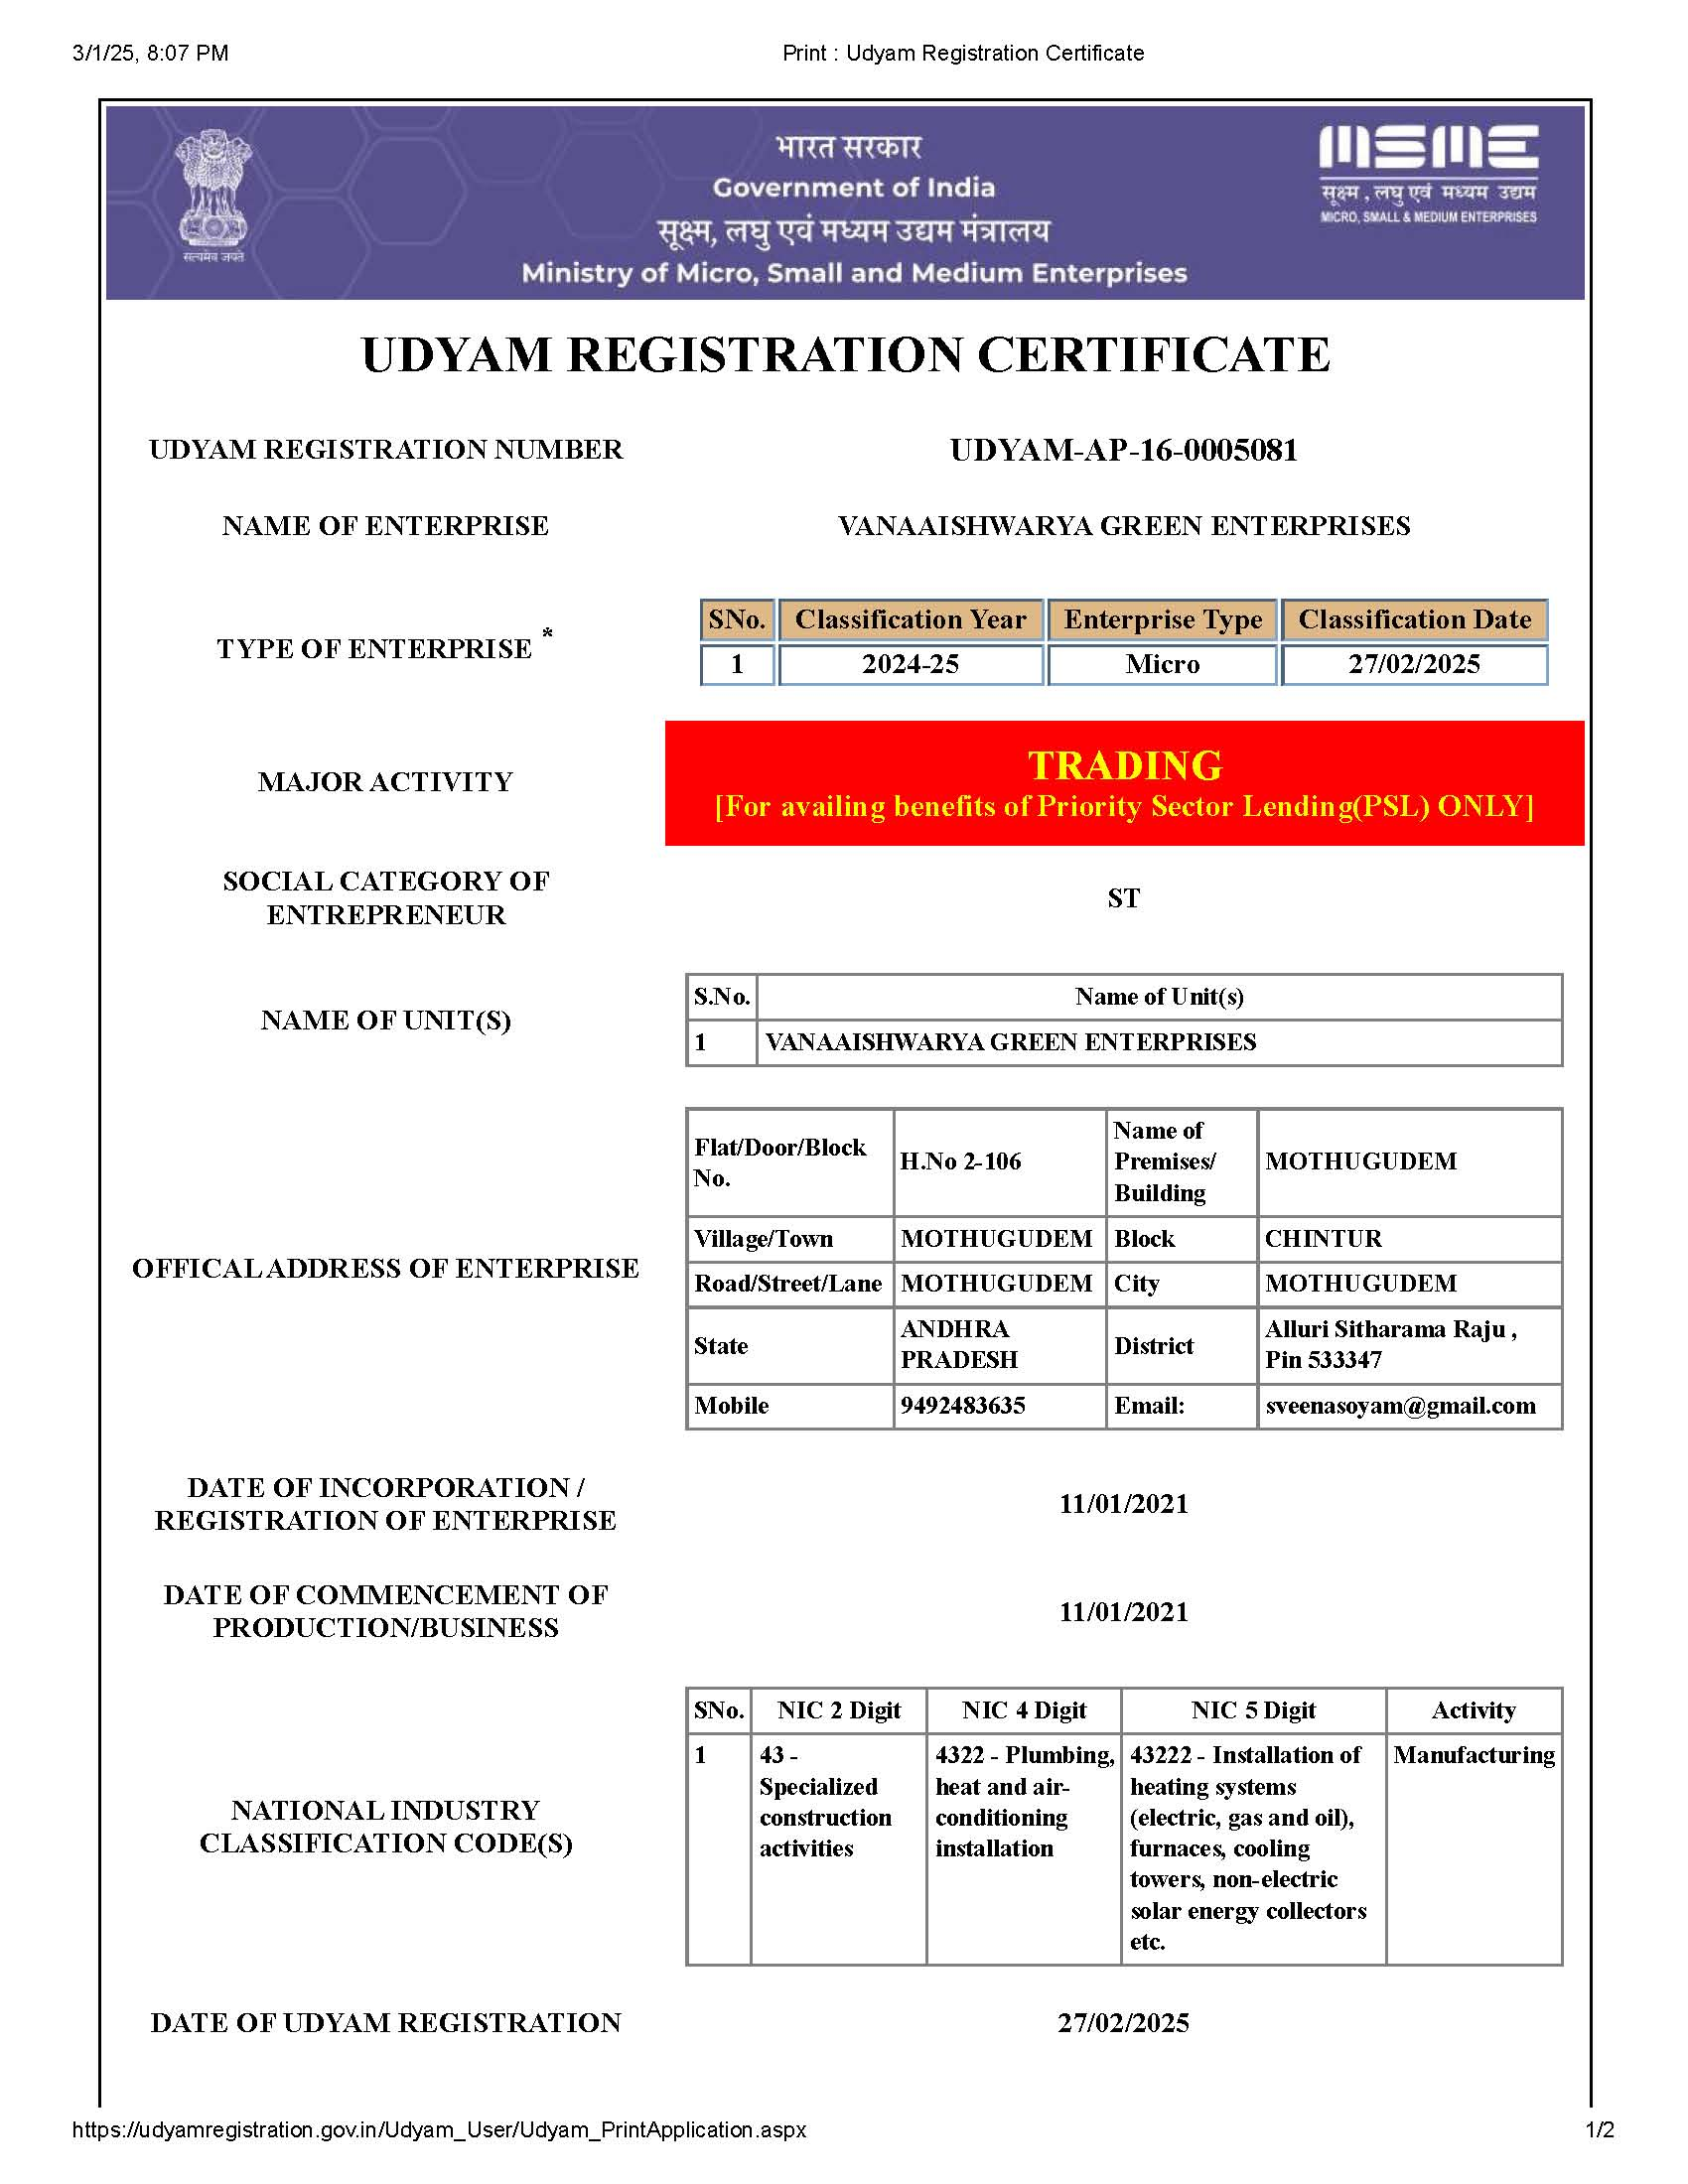 3/1/25, 8:07 PM
Print : Udyam Registration Certificate
भारत सरकार
Government of India
सूक्ष्म, लघु एवं मध्यम उद्यम मंत्रालय
Ministry of Micro, Small and Medium Enterprises
सत्यमेव जयते
MSME
सूक्ष्म , लघु एवं मध्यम उद्यम
MICRO, SMALL & MEDIUM ENTERPRISES
UDYAM REGISTRATION CERTIFICATE
UDYAM REGISTRATION NUMBER
UDYAM-AP-16-0005081
NAME OF ENTERPRISE
VANAAISHWARYA GREEN ENTERPRISES
TYPE OF ENTERPRISE *
SNo. Classification Year Enterprise Type Classification Date
1 2024-25 Micro 27/02/2025
MAJOR ACTIVITY
TRADING
[For availing benefits of Priority Sector Lending(PSL) ONLY]
SOCIAL CATEGORY OF
ENTREPRENEUR
ST
NAME OF UNIT(S)
S.No. Name of Unit(s)
1 VANAAISHWARYA GREEN ENTERPRISES
OFFICAL ADDRESS OF ENTERPRISE
Flat/Door/Block
No.
H.No 2-106
Name of
Premises/
Building
MOTHUGUDEM
Village/Town MOTHUGUDEM Block CHINTUR
Road/Street/Lane MOTHUGUDEM City MOTHUGUDEM
State
ANDHRA
PRADESH
District
Alluri Sitharama Raju ,
Pin 533347
Mobile 9492483635 Email: sveenasoyam@gmail.com
DATE OF INCORPORATION /
REGISTRATION OF ENTERPRISE
11/01/2021
DATE OF COMMENCEMENT OF
PRODUCTION/BUSINESS
11/01/2021
NATIONAL INDUSTRY
CLASSIFICATION CODE(S)
SNo. NIC 2 Digit NIC 4 Digit NIC 5 Digit Activity
1
43 -
Specialized
construction
activities
4322 - Plumbing,
heat and air-
conditioning
installation
43222 - Installation of
heating systems
(electric, gas and oil),
furnaces, cooling
towers, non-electric
solar energy collectors
etc.
Manufacturing
DATE OF UDYAM REGISTRATION
27/02/2025
https://udyamregistration.gov.in/Udyam_User/Udyam_PrintApplication.aspx
1/2